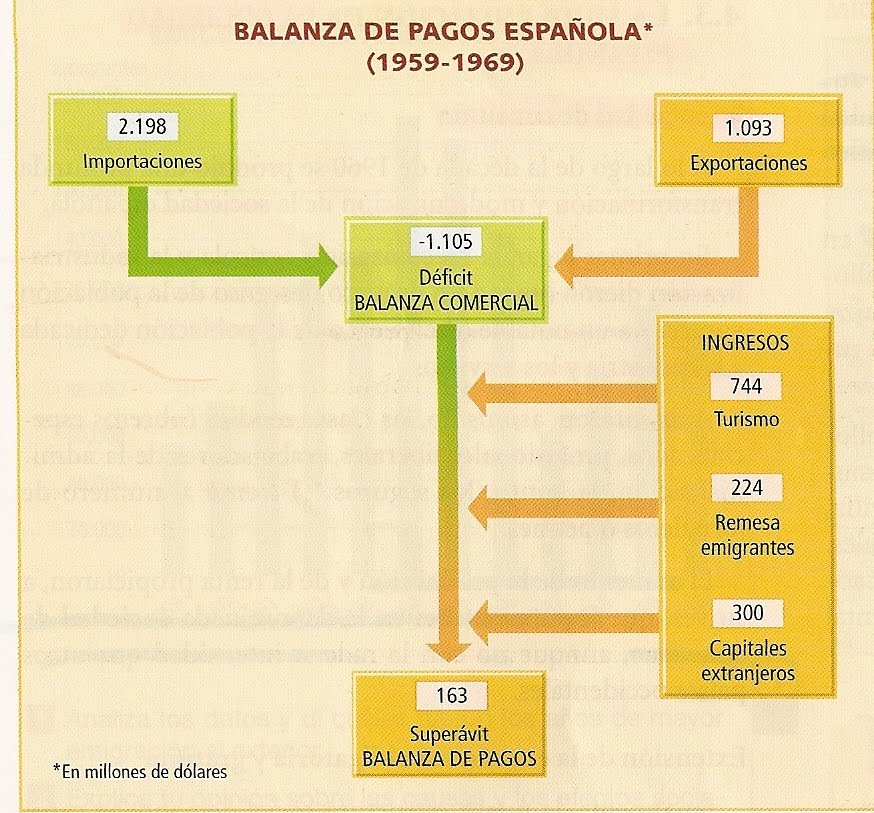 BALANZA DE PAGOS ESPAÑOLA*
(1959-1969)
2.198
Importaciones
1.093
Exportaciones
-1.105
Déficit
BALANZA COMERCIAL
INGRESOS
744
Turismo
224
Remesa
emigrantes
300
Capitales
extranjeros
163
Superávit
BALANZA DE PAGOS
*En millones de dólares